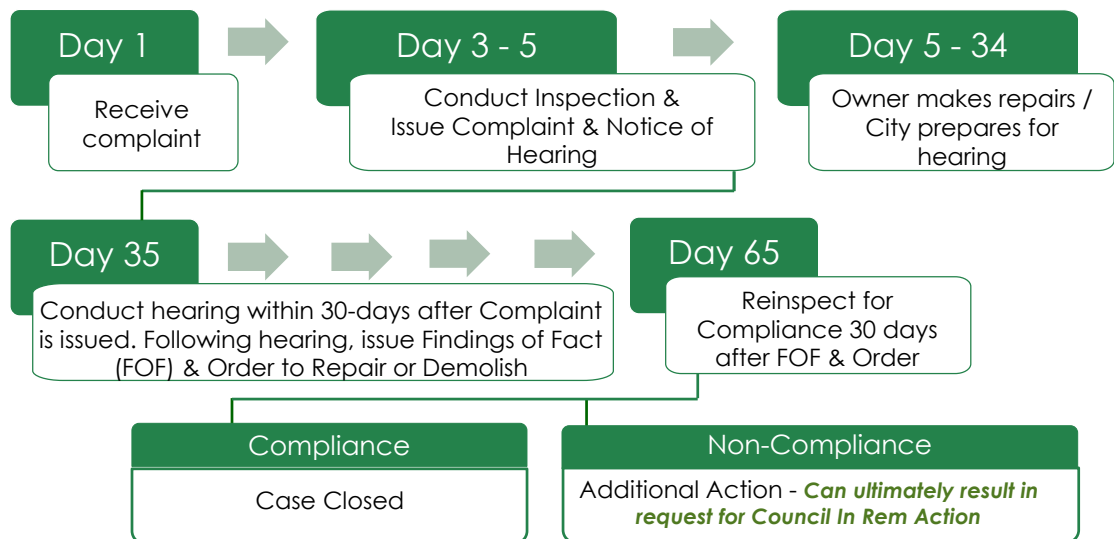 Day 1
Receive
complaint
Day 3 - 5
Conduct Inspection &
Issue Complaint & Notice of
Hearing
Day 5 - 34
Owner makes repairs /
City prepares for
hearing
Day 35
Conduct hearing within 30-days after Complaint
is issued. Following hearing, issue Findings of Fact
(FOF) & Order to Repair or Demolish
Day 65
Reinspect for
Compliance 30 days
after FOF & Order
Compliance
Case Closed
Non-Compliance
Additional Action - Can ultimately result in
request for Council In Rem Action